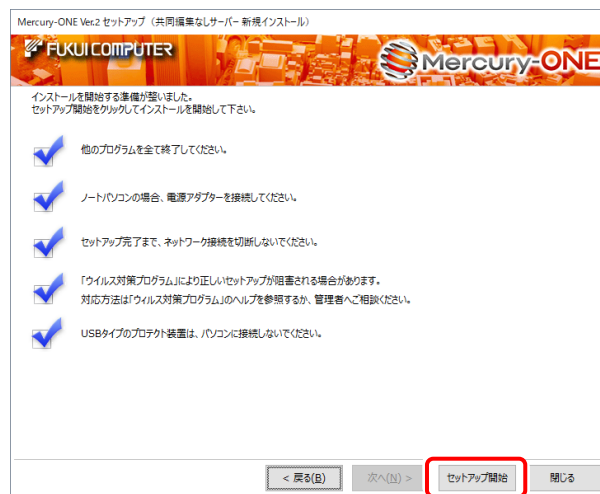 Mercury-ONE Ver.2 セットアップ（共同編集なしサーバー 新規インストール）
FUKUI COMPUTER
Mercury-ONE
インストールを開始する準備が整いました。
セットアップ開始をクリックしてインストールを開始して下さい。
他のプログラムを全て終了してください。
ノートパソコンの場合、電源アダプターを接続してください。
セットアップ完了まで、ネットワーク接続を切断しないでください。
「ウイルス対策プログラム」により正しいセットアップが阻害される場合があります。
対応方法は「ウィルス対策プログラム」のヘルプを参照するか、管理者へご相談ください。
USBタイプのプロテクト装置は、パソコンに接続しないでください。
< 戻る(B) 次へ(N) > セットアップ開始 閉じる